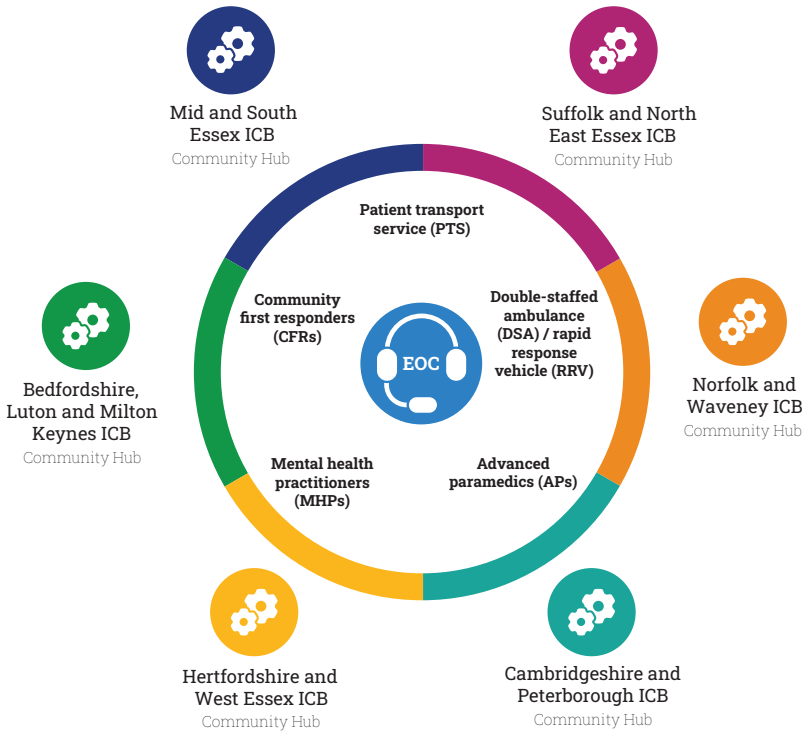 Mid and South
Essex ICB
Community Hub
Suffolk and North
East Essex ICB
Community Hub
Patient transport
service (PTS)
Community
first responders
(CFRs)
EOC
Double-staffed
ambulance
(DSA) / rapid
response
vehicle (RRV)
Bedfordshire,
Luton and Milton
Keynes ICB
Community Hub
Norfolk and
Waveney ICB
Community Hub
Mental health
practitioners
(MHPs)
Advanced
paramedics (APs)
Hertfordshire and
West Essex ICB
Community Hub
Cambridgeshire and
Peterborough ICB
Community Hub